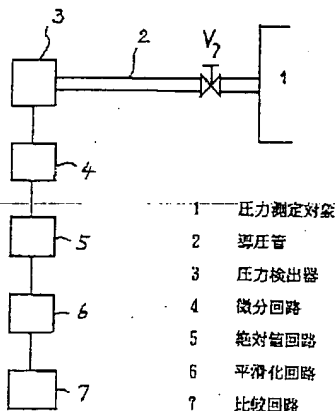 3
2
V7
1
4
5
6
7
1 圧力測定対象
2 導圧管
3 圧力検出器
4 微分回路
5 絶対値回路
6 平滑化回路
7 比較回路